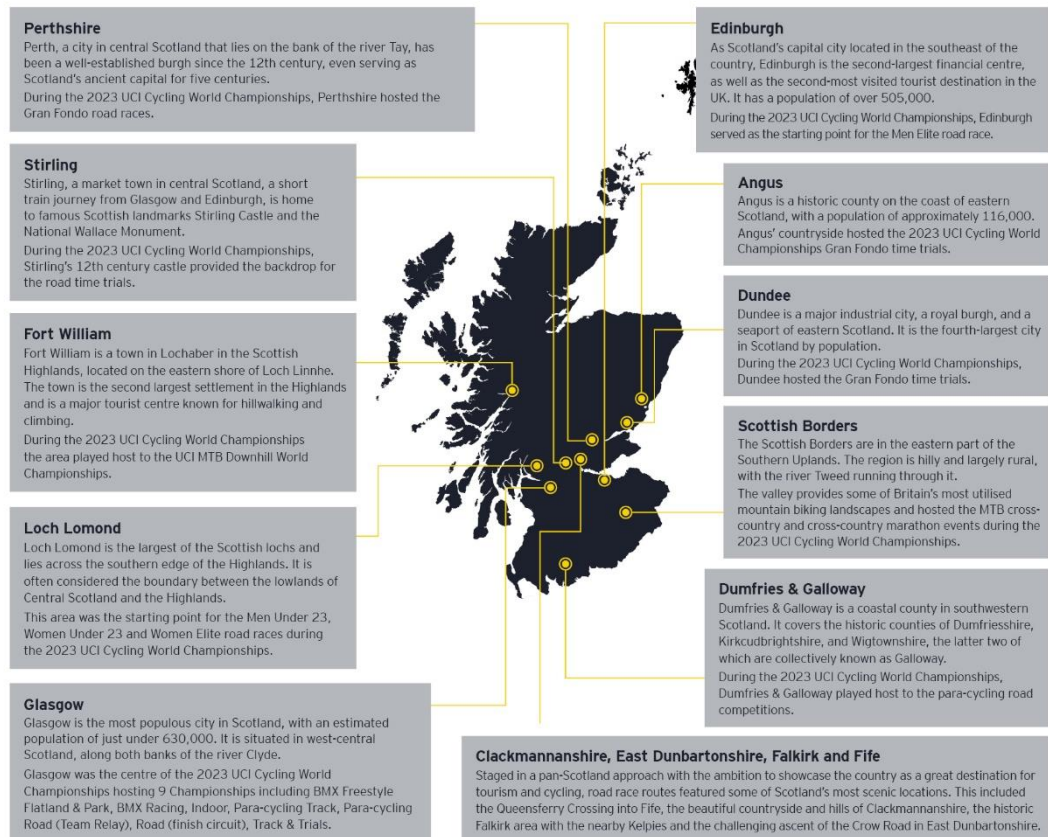 Perthshire
Perth, a city in central Scotland that lies on the bank of the river Tay, has
been a well-established burgh since the 12th century, even serving as
Scotland's ancient capital for five centuries.
During the 2023 UCI Cycling World Championships, Perthshire hosted the
Gran Fondo road races.
Stirling
Stirling, a market town in central Scotland, a short
train journey from Glasgow and Edinburgh, is home
to famous Scottish landmarks Stirling Castle and the
National Wallace Monument.
During the 2023 UCI Cycling World Championships,
Stirling's 12th century castle provided the backdrop for
the road time trials.
Fort William
Fort William is a town in Lochaber in the Scottish
Highlands, located on the eastern shore of Loch Linnhe.
The town is the second largest settlement in the Highlands
and is a major tourist centre known for hillwalking and
climbing.
During the 2023 UCI Cycling World Championships
the area played host to the UCI MTB Downhill World
Championships.
Loch Lomond
Loch Lomond is the largest of the Scottish lochs and
lies across the southern edge of the Highlands. It is
often considered the boundary between the lowlands of
Central Scotland and the Highlands.
This area was the starting point for the Men Under 23,
Women Under 23 and Women Elite road races during
the 2023 UCI Cycling World Championships.
Glasgow
Glasgow is the most populous city in Scotland, with an estimated
population of just under 630,000. It is situated in west-central
Scotland, along both banks of the river Clyde.
Glasgow was the centre of the 2023 UCI Cycling World
Championships hosting 9 Championships including BMX Freestyle
Flatland & Park, BMX Racing, Indoor, Para-cycling Track, Para-cycling
Road (Team Relay), Road (finish circuit), Track & Trials.
Edinburgh
As Scotland's capital city located in the southeast of the
country, Edinburgh is the second-largest financial centre,
as well as the second-most visited tourist destination in the
UK. It has a population of over 505,000.
During the 2023 UCI Cycling World Championships, Edinburgh
served as the starting point for the Men Elite road race.
Angus
Angus is a historic county on the coast of eastern
Scotland, with a population of approximately 116,000.
Angus' countryside hosted the 2023 UCI Cycling World
Championships Gran Fondo time trials.
Dundee
Dundee is a major industrial city, a royal burgh, and a
seaport of eastern Scotland. It is the fourth-largest city
in Scotland by population.
During the 2023 UCI Cycling World Championships,
Dundee hosted the Gran Fondo time trials.
Scottish Borders
The Scottish Borders are in the eastern part of the
Southern Uplands. The region is hilly and largely rural,
with the river Tweed running through it.
The valley provides some of Britain's most utilised
mountain biking landscapes and hosted the MTB cross-
country and cross-country marathon events during the
2023 UCI Cycling World Championships.
Dumfries & Galloway
Dumfries & Galloway is a coastal county in southwestern
Scotland. It covers the historic counties of Dumfriesshire,
Kirkcudbrightshire, and Wigtownshire, the latter two of
which are collectively known as Galloway.
During the 2023 UCI Cycling World Championships,
Dumfries & Galloway played host to the para-cycling road
competitions.
Clackmannanshire, East Dunbartonshire, Falkirk and Fife
Staged in a pan-Scotland approach with the ambition to showcase the country as a great destination for
tourism and cycling, road race routes featured some of Scotland's most scenic locations. This included
the Queensferry Crossing into Fife, the beautiful countryside and hills of Clackmannanshire, the historic
Falkirk area with the nearby Kelpies and the challenging ascent of the Crow Road in East Dunbartonshire.